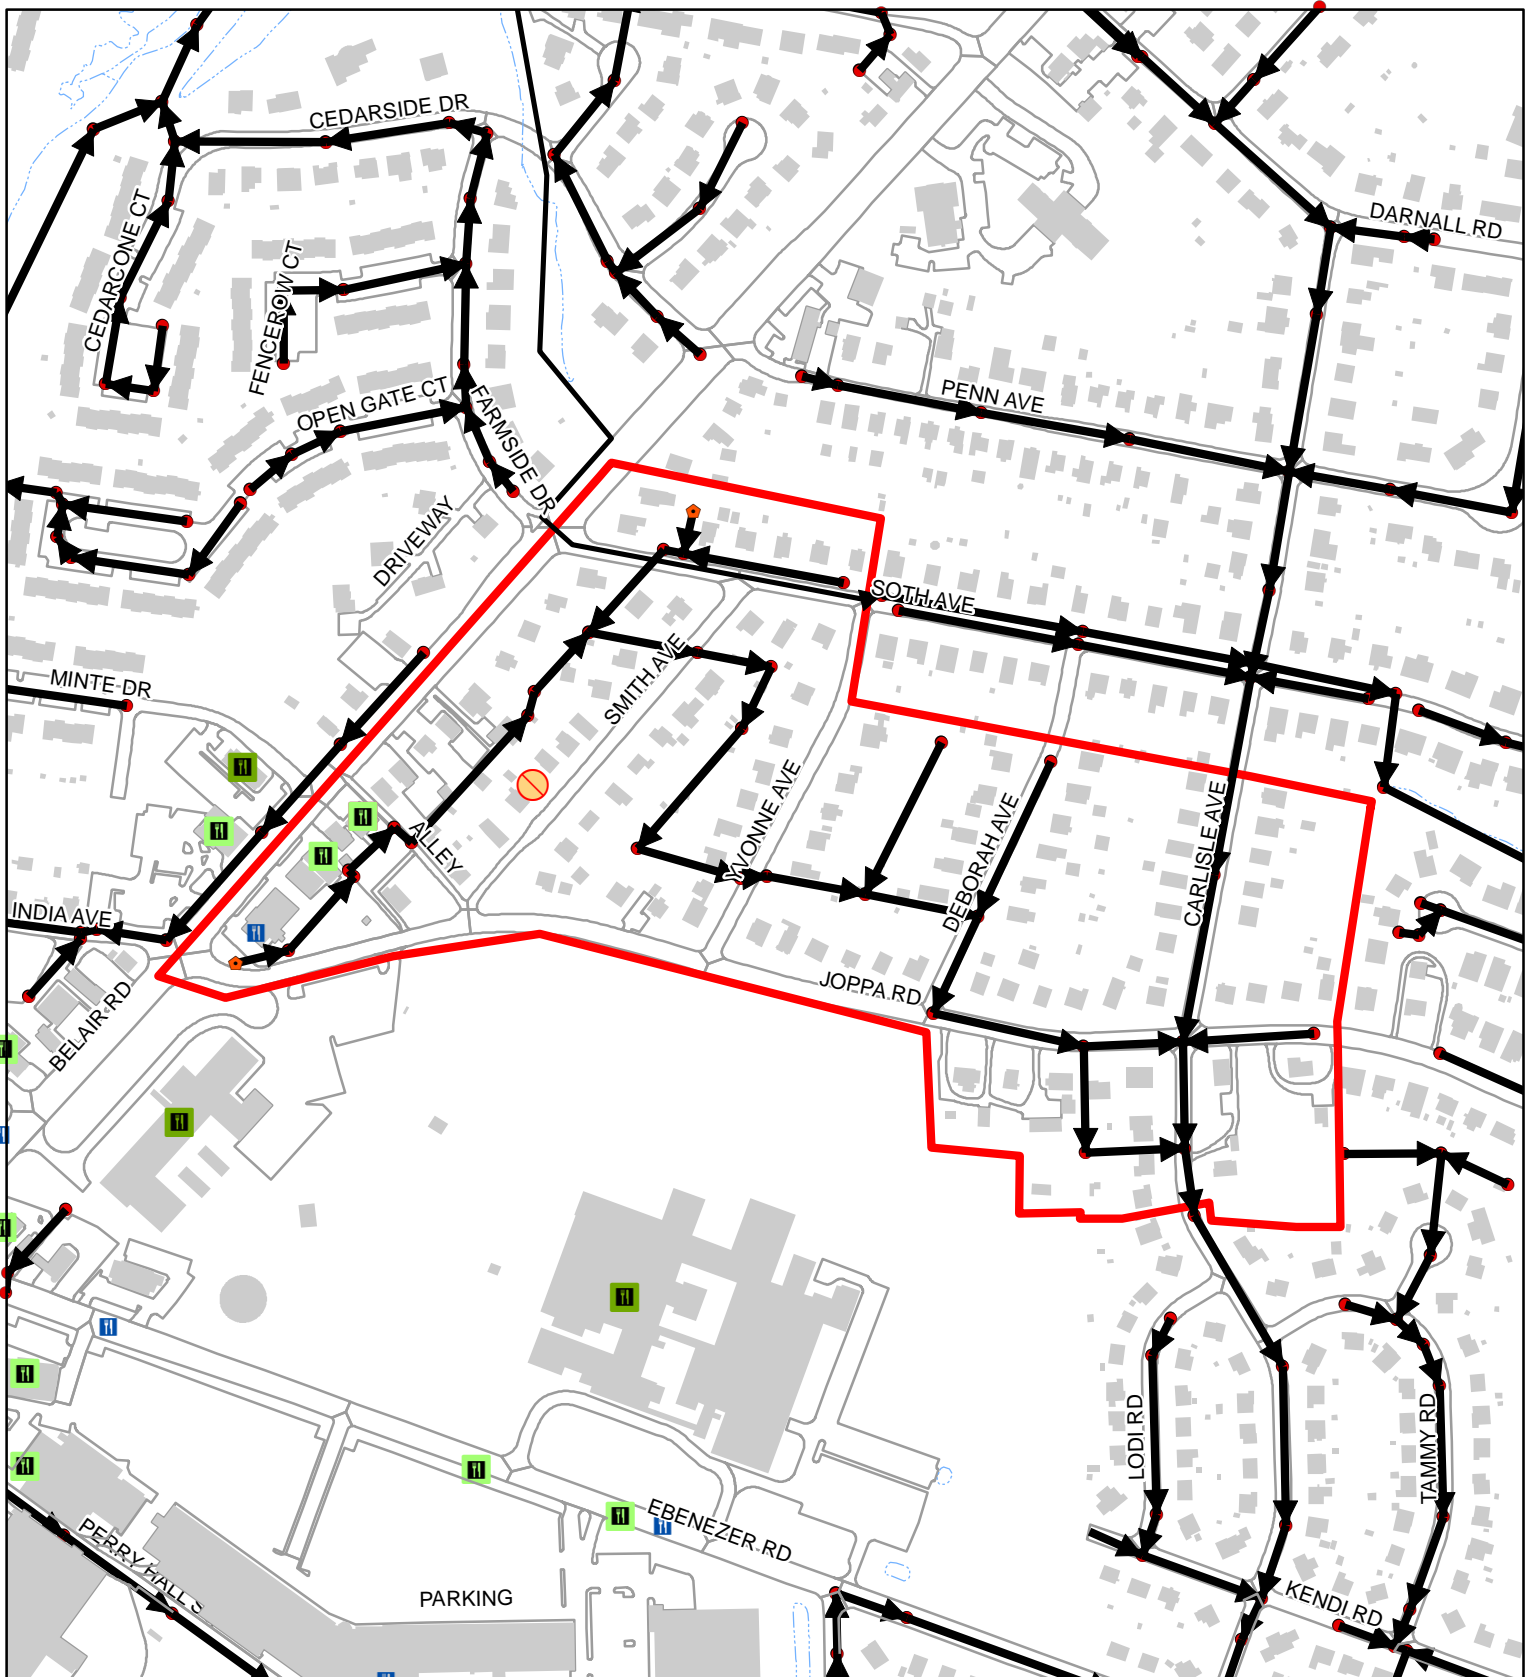 CEDARSIDE DR
DARNALL RD
CEDARCONE CT
FENCEROW CT
OPEN GATE CT
FARMSIDE DR
PENN AVE
DRIVEWAY
SOTH AVE
SMITH AVE
MINTE DR
YVONNE AVE
DEBORAH AVE
CARLISLE AVE
ALLEY
INDIA AVE
JOPPA RD
BELAIR RD
LODI RD
TAMMY RD
EBENEZER RD
PERRY HALL S
PARKING
KENDI RD